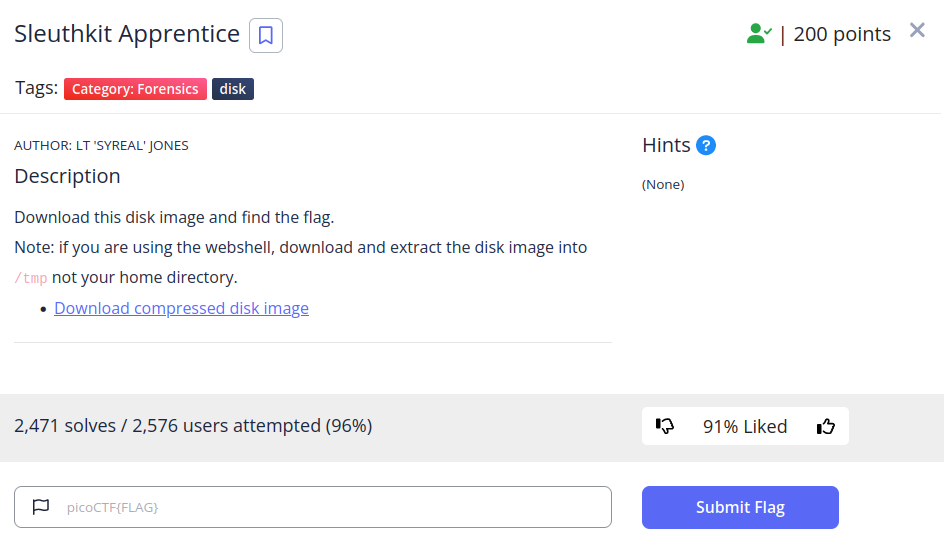 Sleuthkit Apprentice
| 200 points
Tags: Category: Forensics disk
AUTHOR: LT 'SYREAL' JONES
Description
Download this disk image and find the flag.
Note: if you are using the webshell, download and extract the disk image into
/tmp not your home directory.
• Download compressed disk image
Hints ?
(None)
2,471 solves / 2,576 users attempted (96%)
91% Liked
picoCTF{FLAG}
Submit Flag